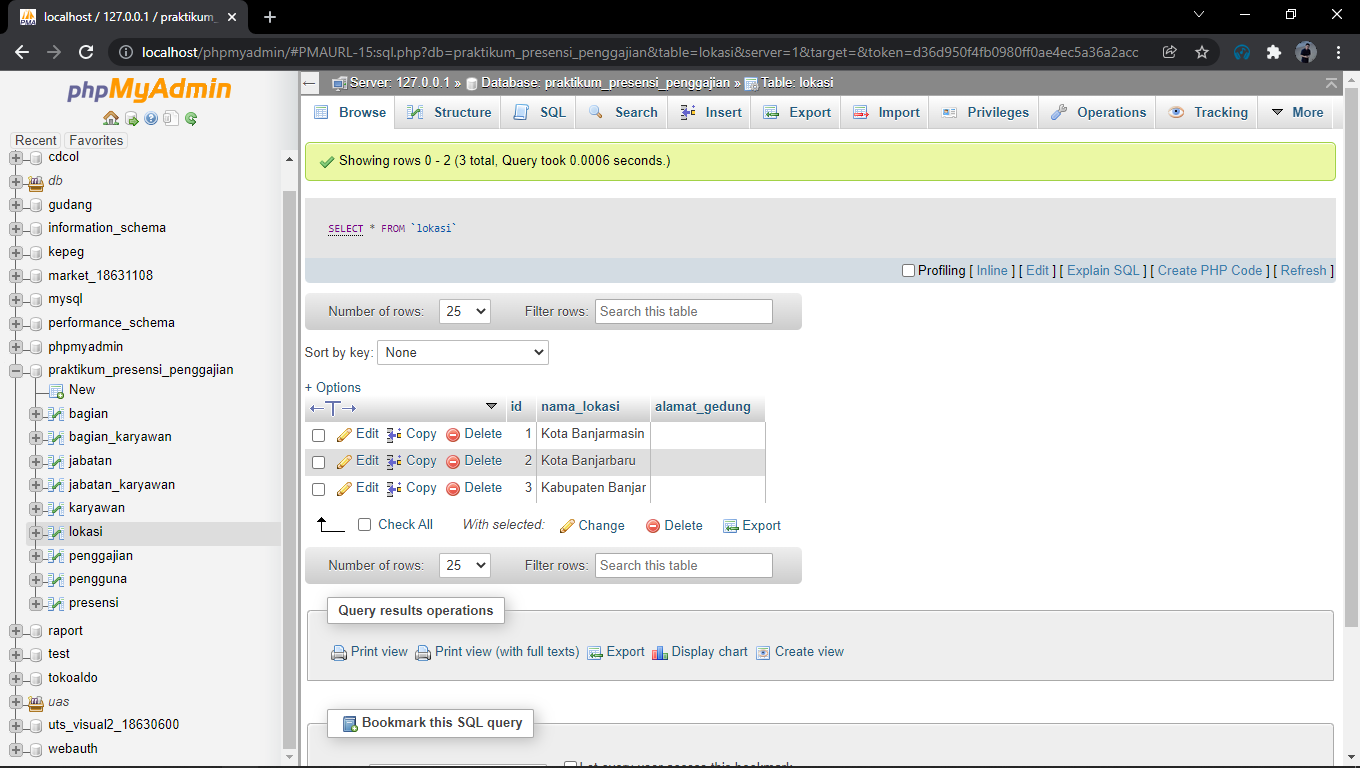 localhost / 127.0.0.1 / praktikum_
localhost/phpmyadmin/#PMAURL-15:sql.php?db=praktikum_presensi_penggajian&table=lokasi&server=1&target=&token=d36d950f4fb0980ff0ae4ec5a36a2acc
phpMyAdmin
Recent Favorites
cdcol
db
gudang
information_schema
kepeg
market_18631108
mysql
performance_schema
phpmyadmin
praktikum_presensi_penggajian
New
bagian
bagian_karyawan
jabatan
jabatan_karyawan
karyawan
lokasi
penggajian
pengguna
presensi
raport
test
tokoaldo
uas
uts_visual2_18630600
webauth
Server: 127.0.0.1 » Database: praktikum_presensi_penggajian » Table: lokasi
Browse Structure SQL Search Insert Export Import Privileges Operations Tracking More
Showing rows 0 - 2 (3 total, Query took 0.0006 seconds.)
SELECT * FROM `lokasi`
Profiling [ Inline ] [ Edit ] [ Explain SQL ] [ Create PHP Code ] [ Refresh ]
Number of rows: 25 Filter rows: Search this table
Sort by key: None
+ Options
id nama_lokasi alamat_gedung
Edit Copy Delete 1 Kota Banjarmasin
Edit Copy Delete 2 Kota Banjarbaru
Edit Copy Delete 3 Kabupaten Banjar
Check All With selected: Change Delete Export
Number of rows: 25 Filter rows: Search this table
Query results operations
Print view Print view (with full texts) Export Display chart Create view
Bookmark this SQL query
Let every user access this bookmark